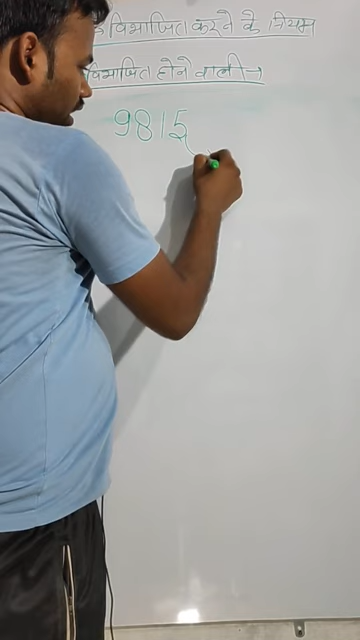 विभाजित करने के नियम
विभाजित होने वाली →
9815